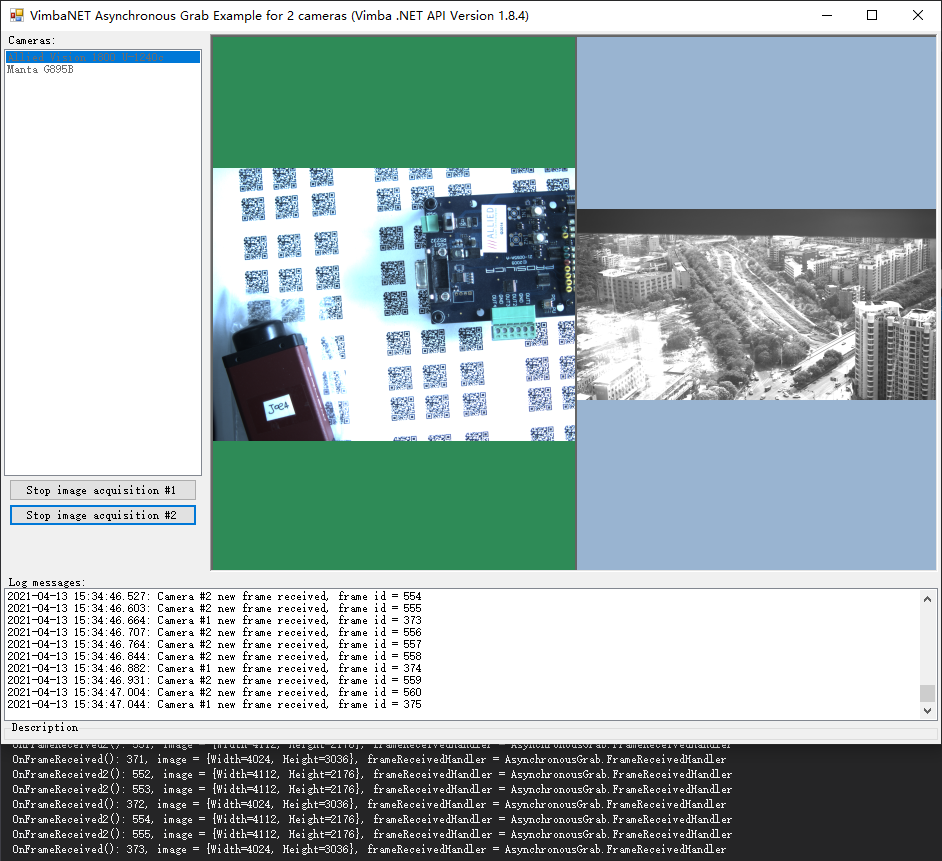 VimbaNET Asynchronous Grab Example for 2 cameras (Vimba .NET API Version 1.8.4)
Cameras:
Manta G895B
ALLIED
PROSILICA
Joe4
Stop image acquisition #1
Stop image acquisition #2
Log messages:
2021-04-13 15:34:46.527: Camera #2 new frame received, frame id = 554
2021-04-13 15:34:46.603: Camera #2 new frame received, frame id = 555
2021-04-13 15:34:46.664: Camera #1 new frame received, frame id = 373
2021-04-13 15:34:46.707: Camera #2 new frame received, frame id = 556
2021-04-13 15:34:46.764: Camera #2 new frame received, frame id = 557
2021-04-13 15:34:46.844: Camera #2 new frame received, frame id = 558
2021-04-13 15:34:46.882: Camera #1 new frame received, frame id = 374
2021-04-13 15:34:46.931: Camera #2 new frame received, frame id = 559
2021-04-13 15:34:47.004: Camera #2 new frame received, frame id = 560
2021-04-13 15:34:47.044: Camera #1 new frame received, frame id = 375
Description
OnFrameReceived2(): 551, image = {Width=4112, Height=2176}, frameReceivedHandler = AsynchronousGrab.FrameReceivedHandler
OnFrameReceived(): 371, image = {Width=4024, Height=3036}, frameReceivedHandler = AsynchronousGrab.FrameReceivedHandler
OnFrameReceived2(): 552, image = {Width=4112, Height=2176}, frameReceivedHandler = AsynchronousGrab.FrameReceivedHandler
OnFrameReceived2(): 553, image = {Width=4112, Height=2176}, frameReceivedHandler = AsynchronousGrab.FrameReceivedHandler
OnFrameReceived(): 372, image = {Width=4024, Height=3036}, frameReceivedHandler = AsynchronousGrab.FrameReceivedHandler
OnFrameReceived2(): 554, image = {Width=4112, Height=2176}, frameReceivedHandler = AsynchronousGrab.FrameReceivedHandler
OnFrameReceived2(): 555, image = {Width=4112, Height=2176}, frameReceivedHandler = AsynchronousGrab.FrameReceivedHandler
OnFrameReceived(): 373, image = {Width=4024, Height=3036}, frameReceivedHandler = AsynchronousGrab.FrameReceivedHandler